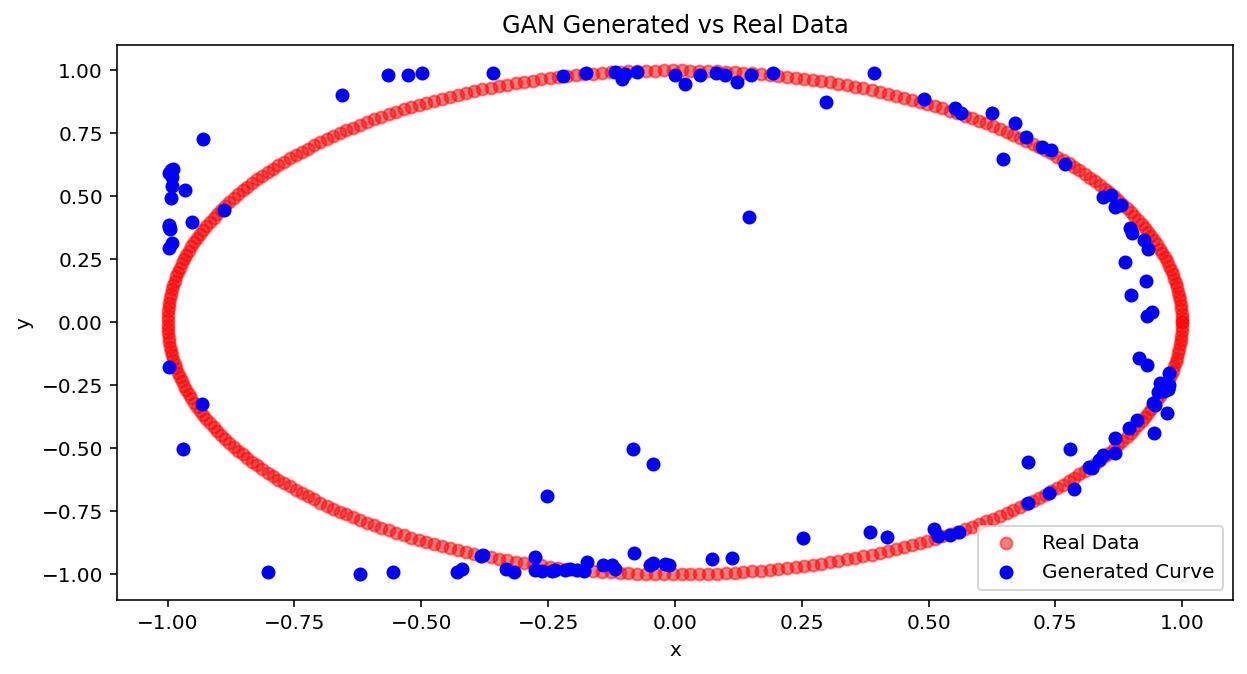 GAN Generated vs Real Data
1.00
0.75
0.50
0.25
0.00
−0.25
−0.50
−0.75
−1.00
y
Real Data
Generated Curve
−1.00 −0.75 −0.50 −0.25 0.00 0.25 0.50 0.75 1.00
x